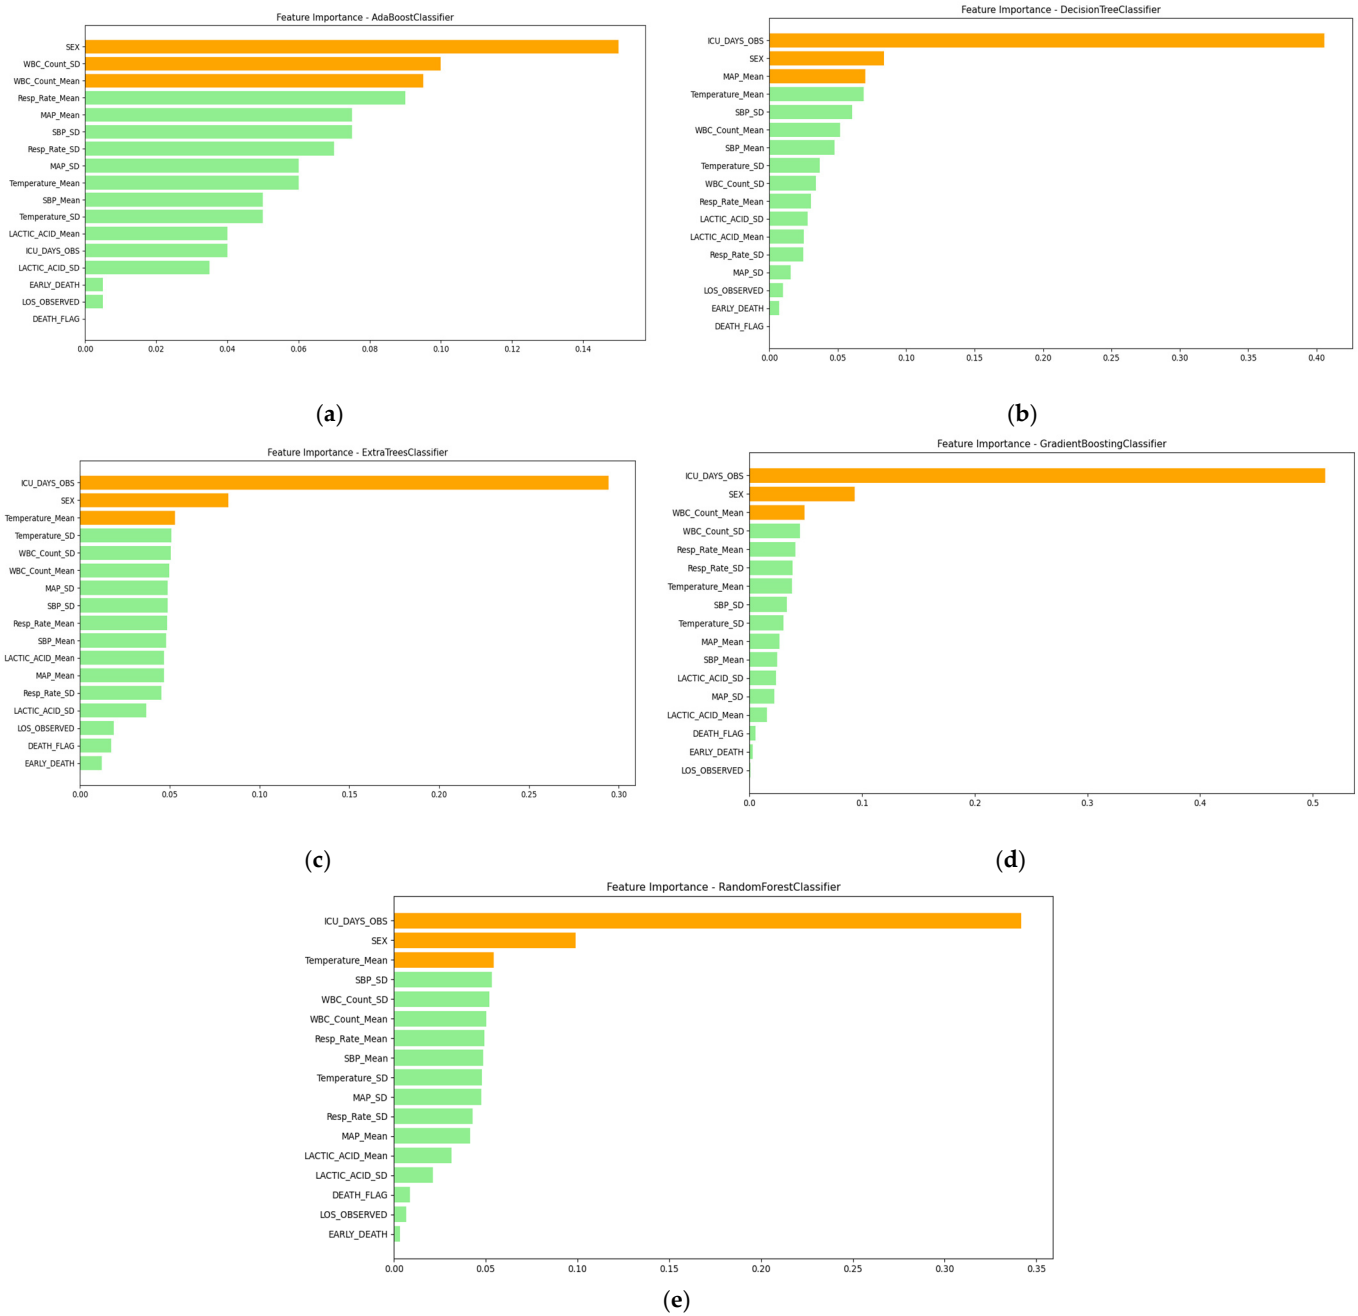 Feature Importance - AdaBoostClassifier
SEX
WBC_Count_SD
WBC_Count_Mean
Resp_Rate_Mean
MAP_Mean
SBP_SD
Resp_Rate_SD
MAP_SD
Temperature_Mean
SBP_Mean
Temperature_SD
LACTIC_ACID_Mean
ICU_DAYS_OBS
LACTIC_ACID_SD
EARLY_DEATH
LOS_OBSERVED
DEATH_FLAG
0.00 0.02 0.04 0.06 0.08 0.10 0.12 0.14
(a)
Feature Importance - DecisionTreeClassifier
ICU_DAYS_OBS
SEX
MAP_Mean
Temperature_Mean
SBP_SD
WBC_Count_Mean
SBP_Mean
Temperature_SD
WBC_Count_SD
Resp_Rate_Mean
LACTIC_ACID_SD
LACTIC_ACID_Mean
Resp_Rate_SD
MAP_SD
LOS_OBSERVED
EARLY_DEATH
DEATH_FLAG
0.00 0.05 0.10 0.15 0.20 0.25 0.30 0.35 0.40
(b)
Feature Importance - ExtraTreesClassifier
ICU_DAYS_OBS
SEX
Temperature_Mean
Temperature_SD
WBC_Count_SD
WBC_Count_Mean
MAP_SD
SBP_SD
Resp_Rate_Mean
SBP_Mean
LACTIC_ACID_Mean
MAP_Mean
Resp_Rate_SD
LACTIC_ACID_SD
LOS_OBSERVED
DEATH_FLAG
EARLY_DEATH
0.00 0.05 0.10 0.15 0.20 0.25 0.30
(c)
Feature Importance - GradientBoostingClassifier
ICU_DAYS_OBS
SEX
WBC_Count_Mean
WBC_Count_SD
Resp_Rate_Mean
Resp_Rate_SD
Temperature_Mean
SBP_SD
Temperature_SD
MAP_Mean
SBP_Mean
LACTIC_ACID_SD
MAP_SD
LACTIC_ACID_Mean
DEATH_FLAG
EARLY_DEATH
LOS_OBSERVED
0.0 0.1 0.2 0.3 0.4 0.5
(d)
Feature Importance - RandomForestClassifier
ICU_DAYS_OBS
SEX
Temperature_Mean
SBP_SD
WBC_Count_SD
WBC_Count_Mean
Resp_Rate_Mean
SBP_Mean
Temperature_SD
MAP_SD
Resp_Rate_SD
MAP_Mean
LACTIC_ACID_Mean
LACTIC_ACID_SD
DEATH_FLAG
LOS_OBSERVED
EARLY_DEATH
0.00 0.05 0.10 0.15 0.20 0.25 0.30 0.35
(e)